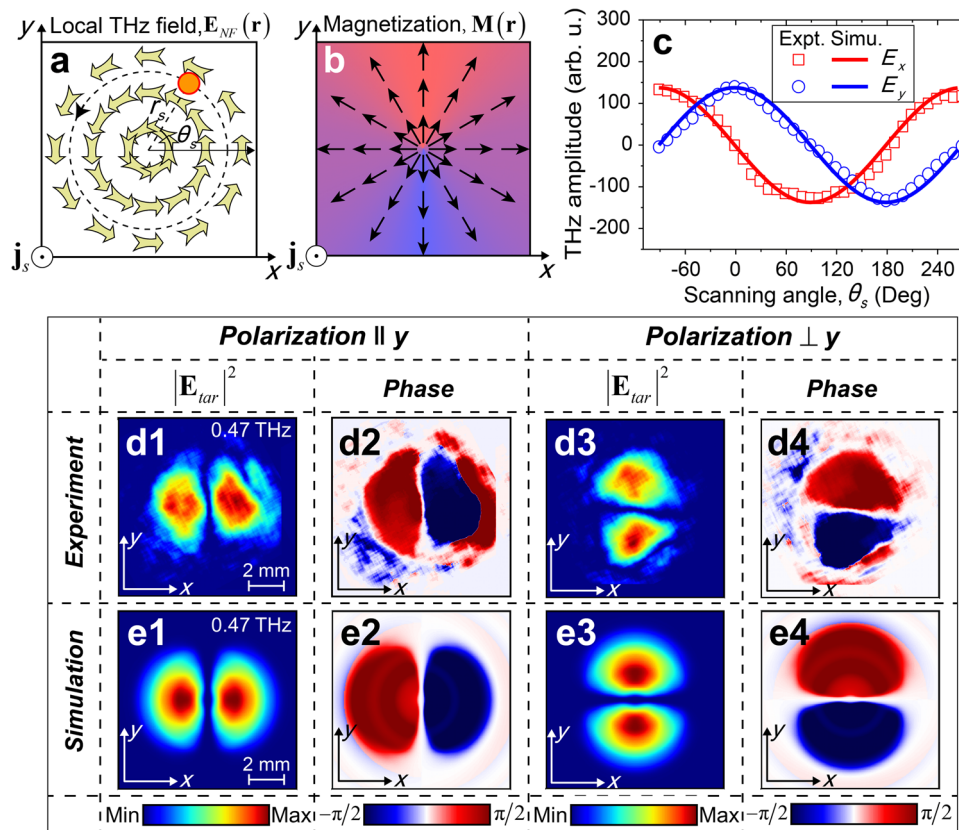 y Local THz field, E_NF(r)
a
r_s
θ_s
j_s
x
y Magnetization, M(r)
b
j_s
x
c
Expt. Simu.
E_x
E_y
THz amplitude (arb. u.)
300
200
100
0
-100
-200
-60 0 60 120 180 240
Scanning angle, θ_s (Deg)
Polarization ∥ y Polarization ⊥ y
|E_tar|² Phase |E_tar|² Phase
Experiment
d1 0.47 THz
y
x
2 mm
d2
y
x
d3
y
x
d4
y
x
Simulation
e1 0.47 THz
y
x
2 mm
e2
y
x
e3
y
x
e4
y
x
Min Max −π/2 π/2 Min Max −π/2 π/2